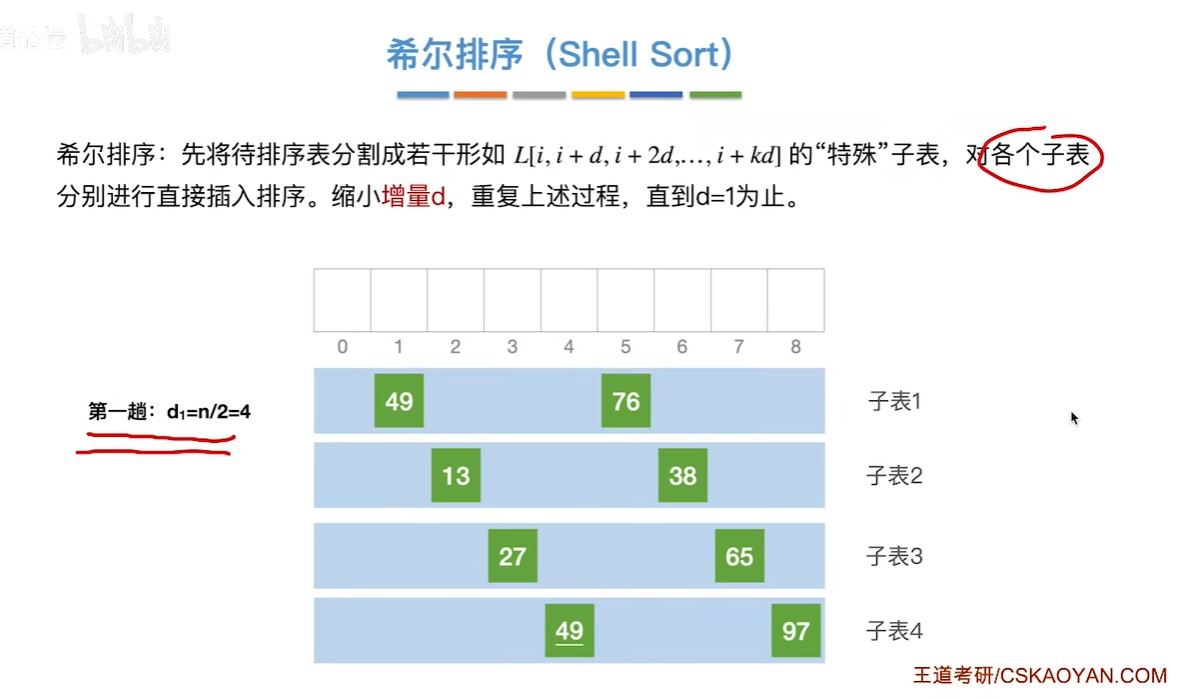 希尔排序（Shell Sort）
希尔排序：先将待排序表分割成若干形如 L[i, i + d, i + 2d,…, i + kd] 的“特殊”子表，对各个子表
分别进行直接插入排序。缩小增量d，重复上述过程，直到d=1为止。
0 1 2 3 4 5 6 7 8
第一趟：d₁=n/2=4
49 76 子表1
13 38 子表2
27 65 子表3
49 97 子表4
王道考研/CSKAOYAN.COM